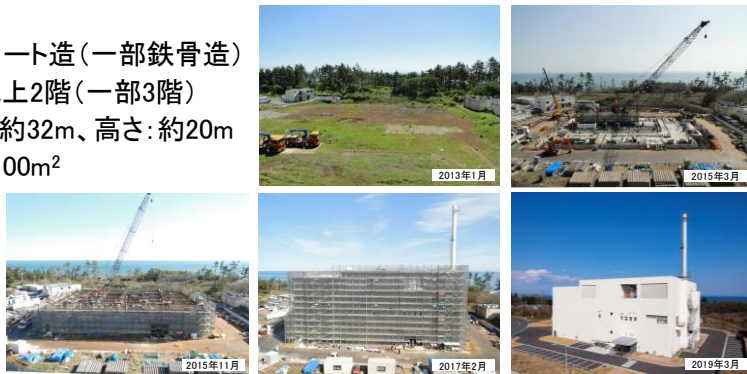 ート造（一部鉄骨造）
上2階（一部3階）
約32m、高さ：約20m
00m²
2013年1月
2015年3月
2015年11月
2017年2月
2019年3月